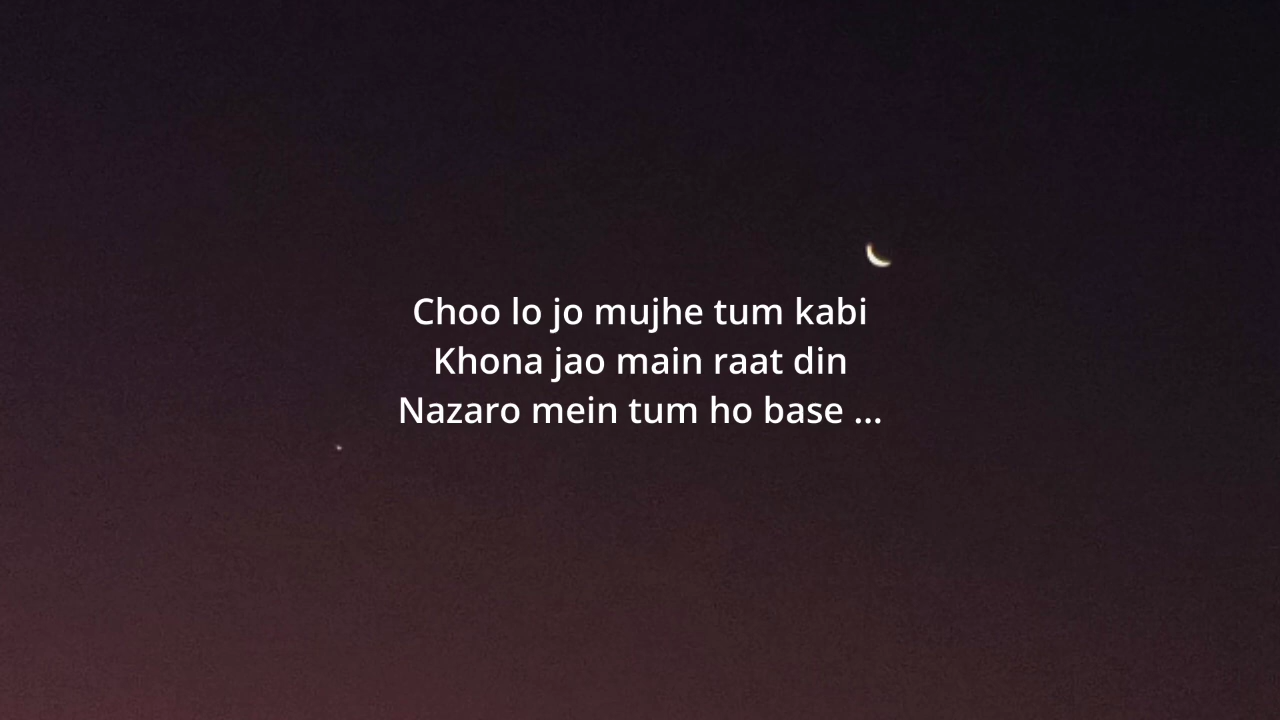 Choo lo jo mujhe tum kabi
Khona jao main raat din
Nazaro mein tum ho base ...